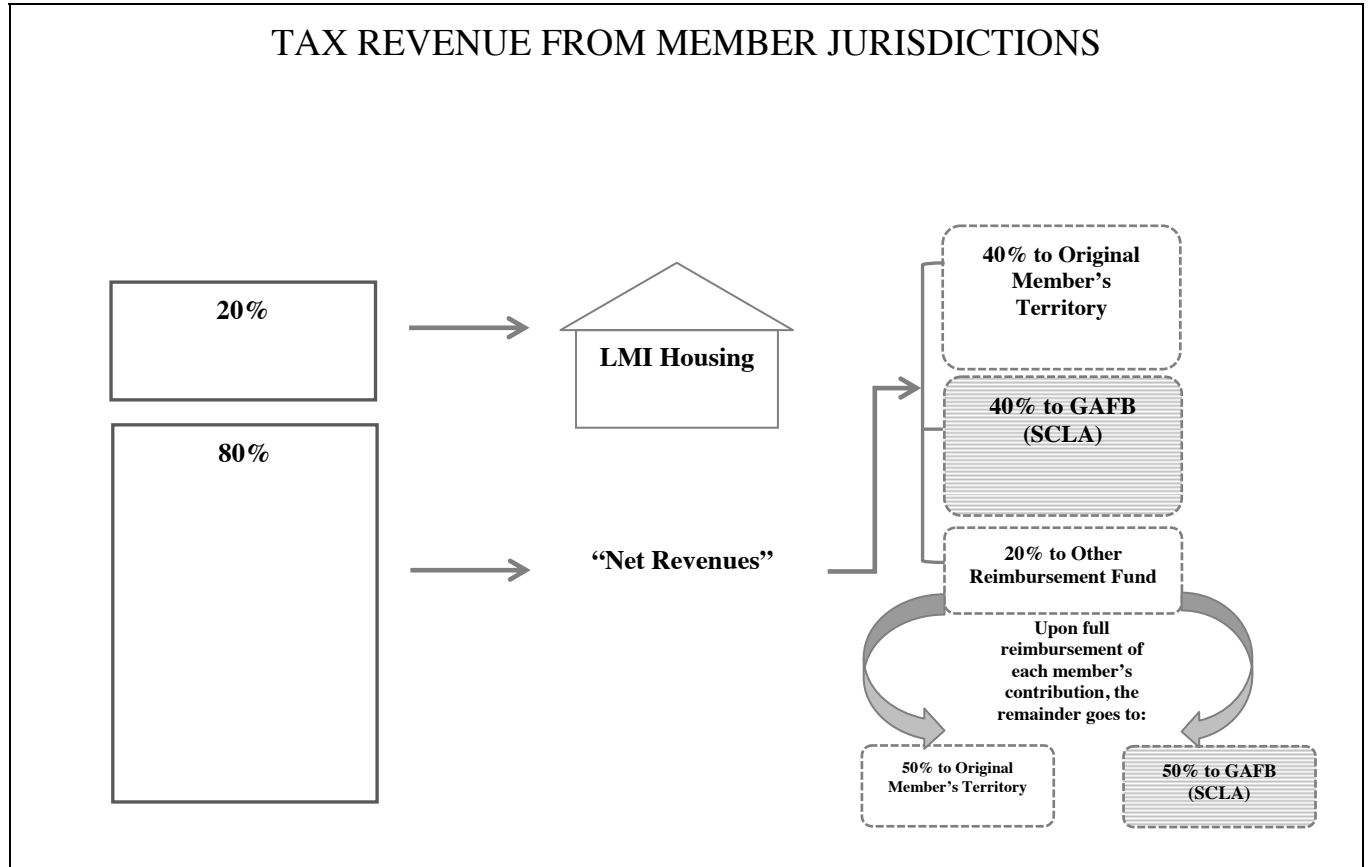 TAX REVENUE FROM MEMBER JURISDICTIONS
20%
LMI Housing
80%
“Net Revenues”
40% to Original
Member’s
Territory
40% to GAFB
(SCLA)
20% to Other
Reimbursement Fund
Upon full
reimbursement of
each member’s
contribution, the
remainder goes to:
50% to Original
Member’s Territory
50% to GAFB
(SCLA)